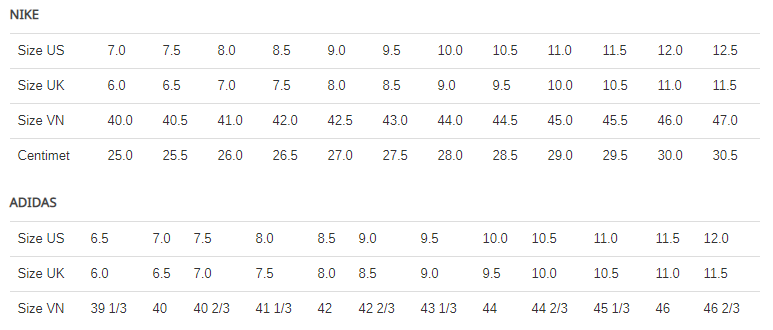 NIKE
Size US 7.0 7.5 8.0 8.5 9.0 9.5 10.0 10.5 11.0 11.5 12.0 12.5
Size UK 6.0 6.5 7.0 7.5 8.0 8.5 9.0 9.5 10.0 10.5 11.0 11.5
Size VN 40.0 40.5 41.0 42.0 42.5 43.0 44.0 44.5 45.0 45.5 46.0 47.0
Centimet 25.0 25.5 26.0 26.5 27.0 27.5 28.0 28.5 29.0 29.5 30.0 30.5
ADIDAS
Size US 6.5 7.0 7.5 8.0 8.5 9.0 9.5 10.0 10.5 11.0 11.5 12.0
Size UK 6.0 6.5 7.0 7.5 8.0 8.5 9.0 9.5 10.0 10.5 11.0 11.5
Size VN 39 1/3 40 40 2/3 41 1/3 42 42 2/3 43 1/3 44 44 2/3 45 1/3 46 46 2/3